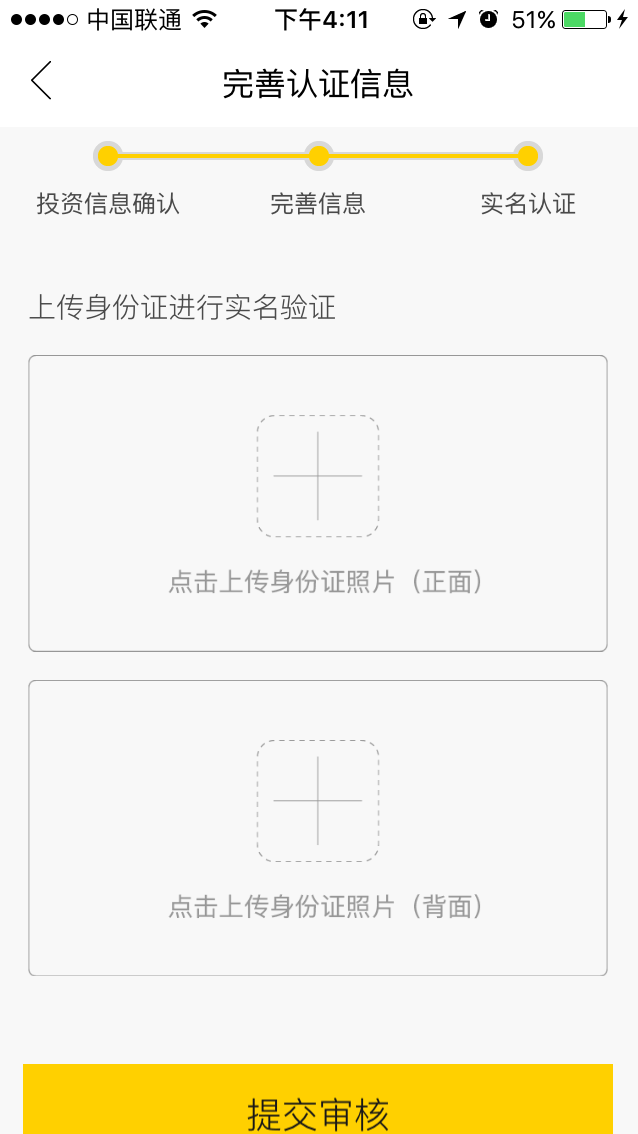 中国联通 下午4:11 51%
完善认证信息
投资信息确认 完善信息 实名认证
上传身份证进行实名验证
点击上传身份证照片（正面）
点击上传身份证照片（背面）
提交审核